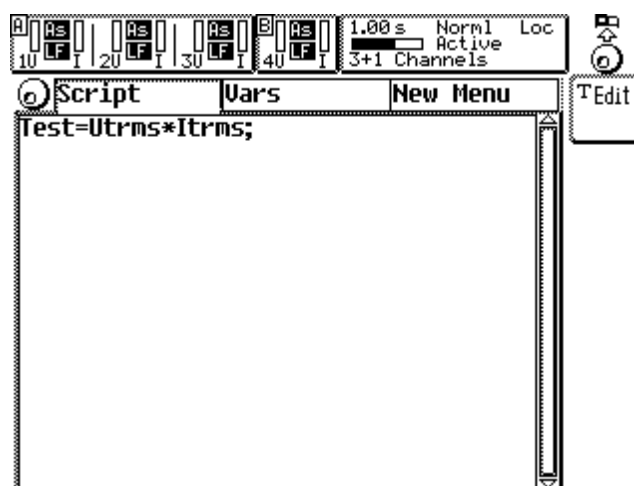 A As As As B As 1.00 s Norml Loc
LF LF LF LF Active
1U I 2U I 3U I 4U I 3+1 Channels
Script Vars New Menu
TEdit
Test=Utrms*Itrms;